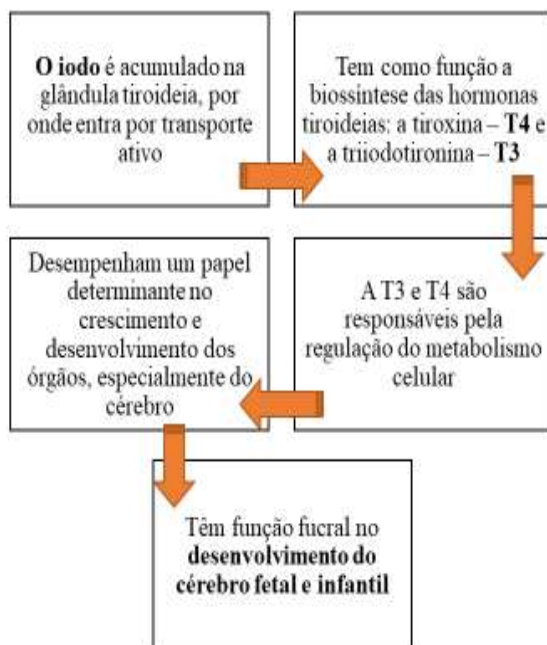 O iodo é acumulado na
glândula tiroideia, por
onde entra por transporte
ativo
Tem como função a
biossíntese das hormonas
tiroideias: a tiroxina – T4 e
a triiodotironina – T3
A T3 e T4 são
responsáveis pela
regulação do metabolismo
celular
Desempenham um papel
determinante no
crescimento e
desenvolvimento dos
órgãos, especialmente do
cérebro
Têm função fucral no
desenvolvimento do
cérebro fetal e infantil